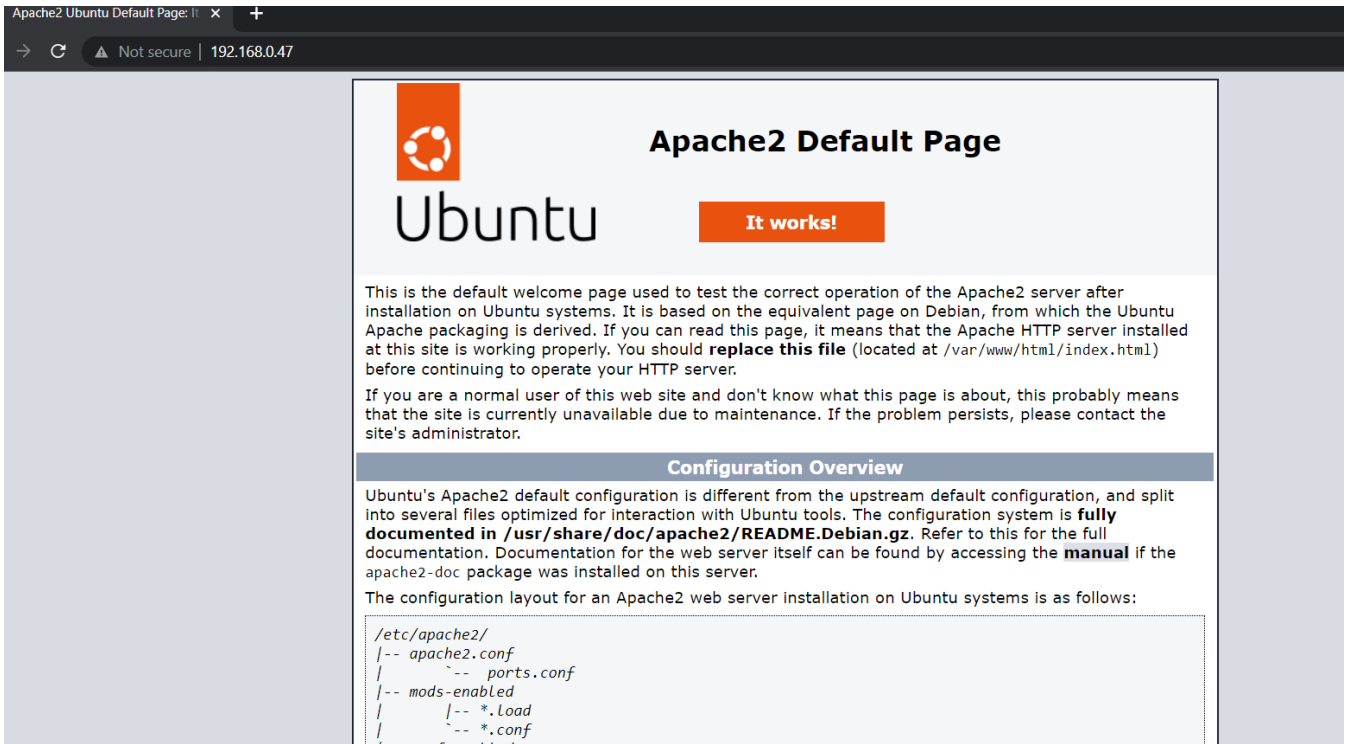 Apache2 Ubuntu Default Page: It
Not secure | 192.168.0.47
Apache2 Default Page
Ubuntu
It works!
This is the default welcome page used to test the correct operation of the Apache2 server after
installation on Ubuntu systems. It is based on the equivalent page on Debian, from which the Ubuntu
Apache packaging is derived. If you can read this page, it means that the Apache HTTP server installed
at this site is working properly. You should replace this file (located at /var/www/html/index.html)
before continuing to operate your HTTP server.
If you are a normal user of this web site and don't know what this page is about, this probably means
that the site is currently unavailable due to maintenance. If the problem persists, please contact the
site's administrator.
Configuration Overview
Ubuntu's Apache2 default configuration is different from the upstream default configuration, and split
into several files optimized for interaction with Ubuntu tools. The configuration system is fully
documented in /usr/share/doc/apache2/README.Debian.gz. Refer to this for the full
documentation. Documentation for the web server itself can be found by accessing the manual if the
apache2-doc package was installed on this server.
The configuration layout for an Apache2 web server installation on Ubuntu systems is as follows:
/etc/apache2/
|-- apache2.conf
|       `--  ports.conf
|-- mods-enabled
|       |-- *.load
|       `-- *.conf